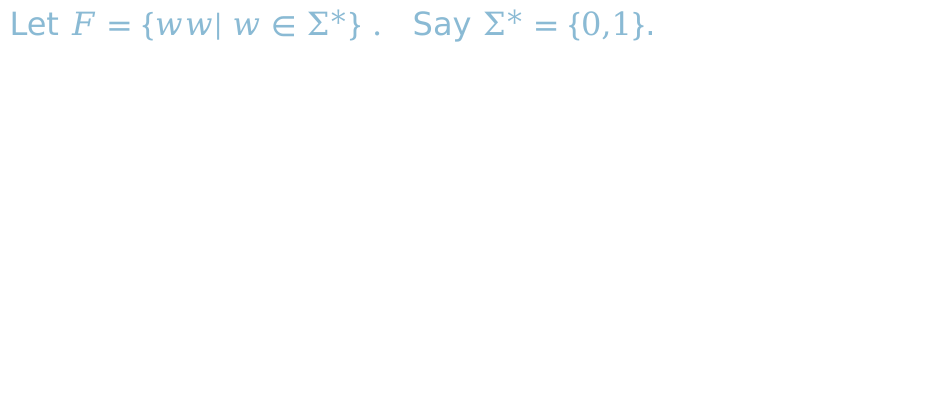 Let F = {ww| w ∈ Σ*} .   Say Σ* = {0,1}.